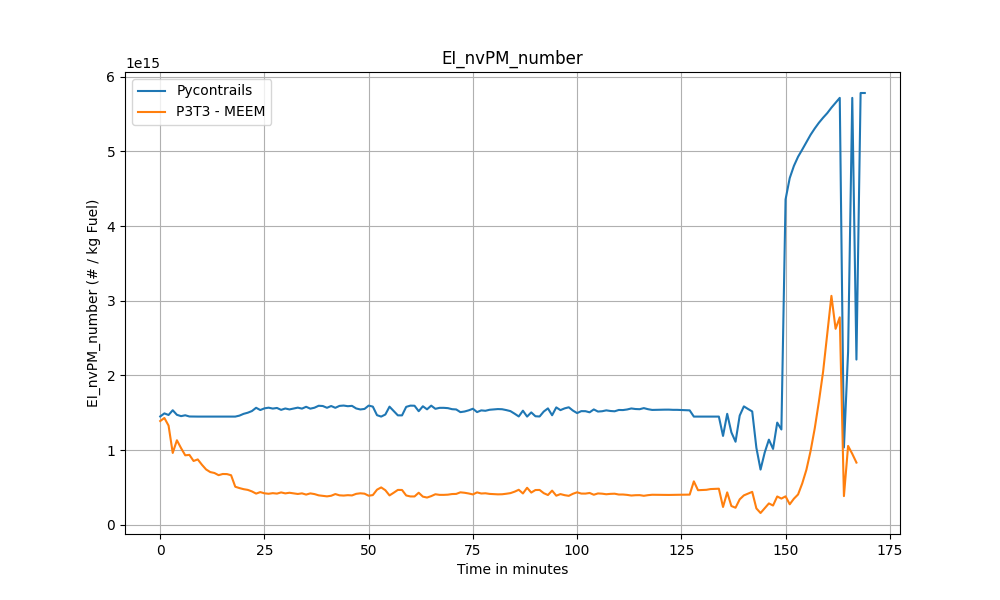 EI_nvPM_number
1e15
Pycontrails
P3T3 - MEEM
EI_nvPM_number (# / kg Fuel)
6
5
4
3
2
1
0
0 25 50 75 100 125 150 175
Time in minutes